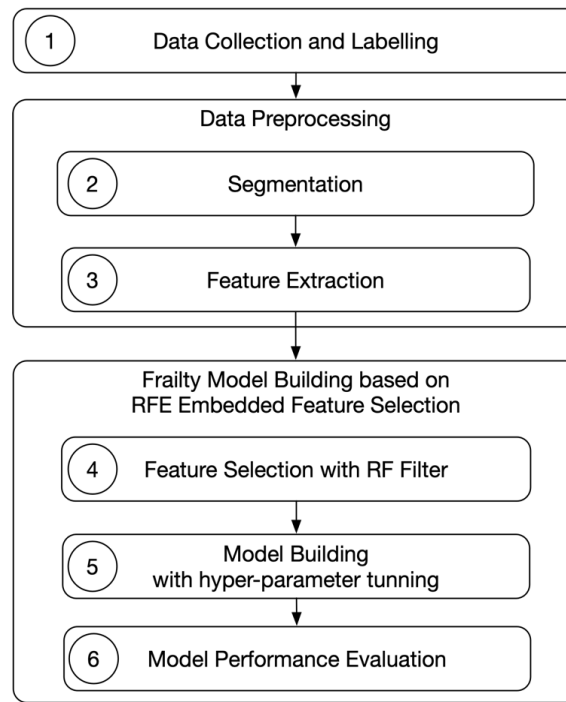 1 Data Collection and Labelling
Data Preprocessing
2 Segmentation
3 Feature Extraction
Frailty Model Building based on
RFE Embedded Feature Selection
4 Feature Selection with RF Filter
5 Model Building
with hyper-parameter tunning
6 Model Performance Evaluation